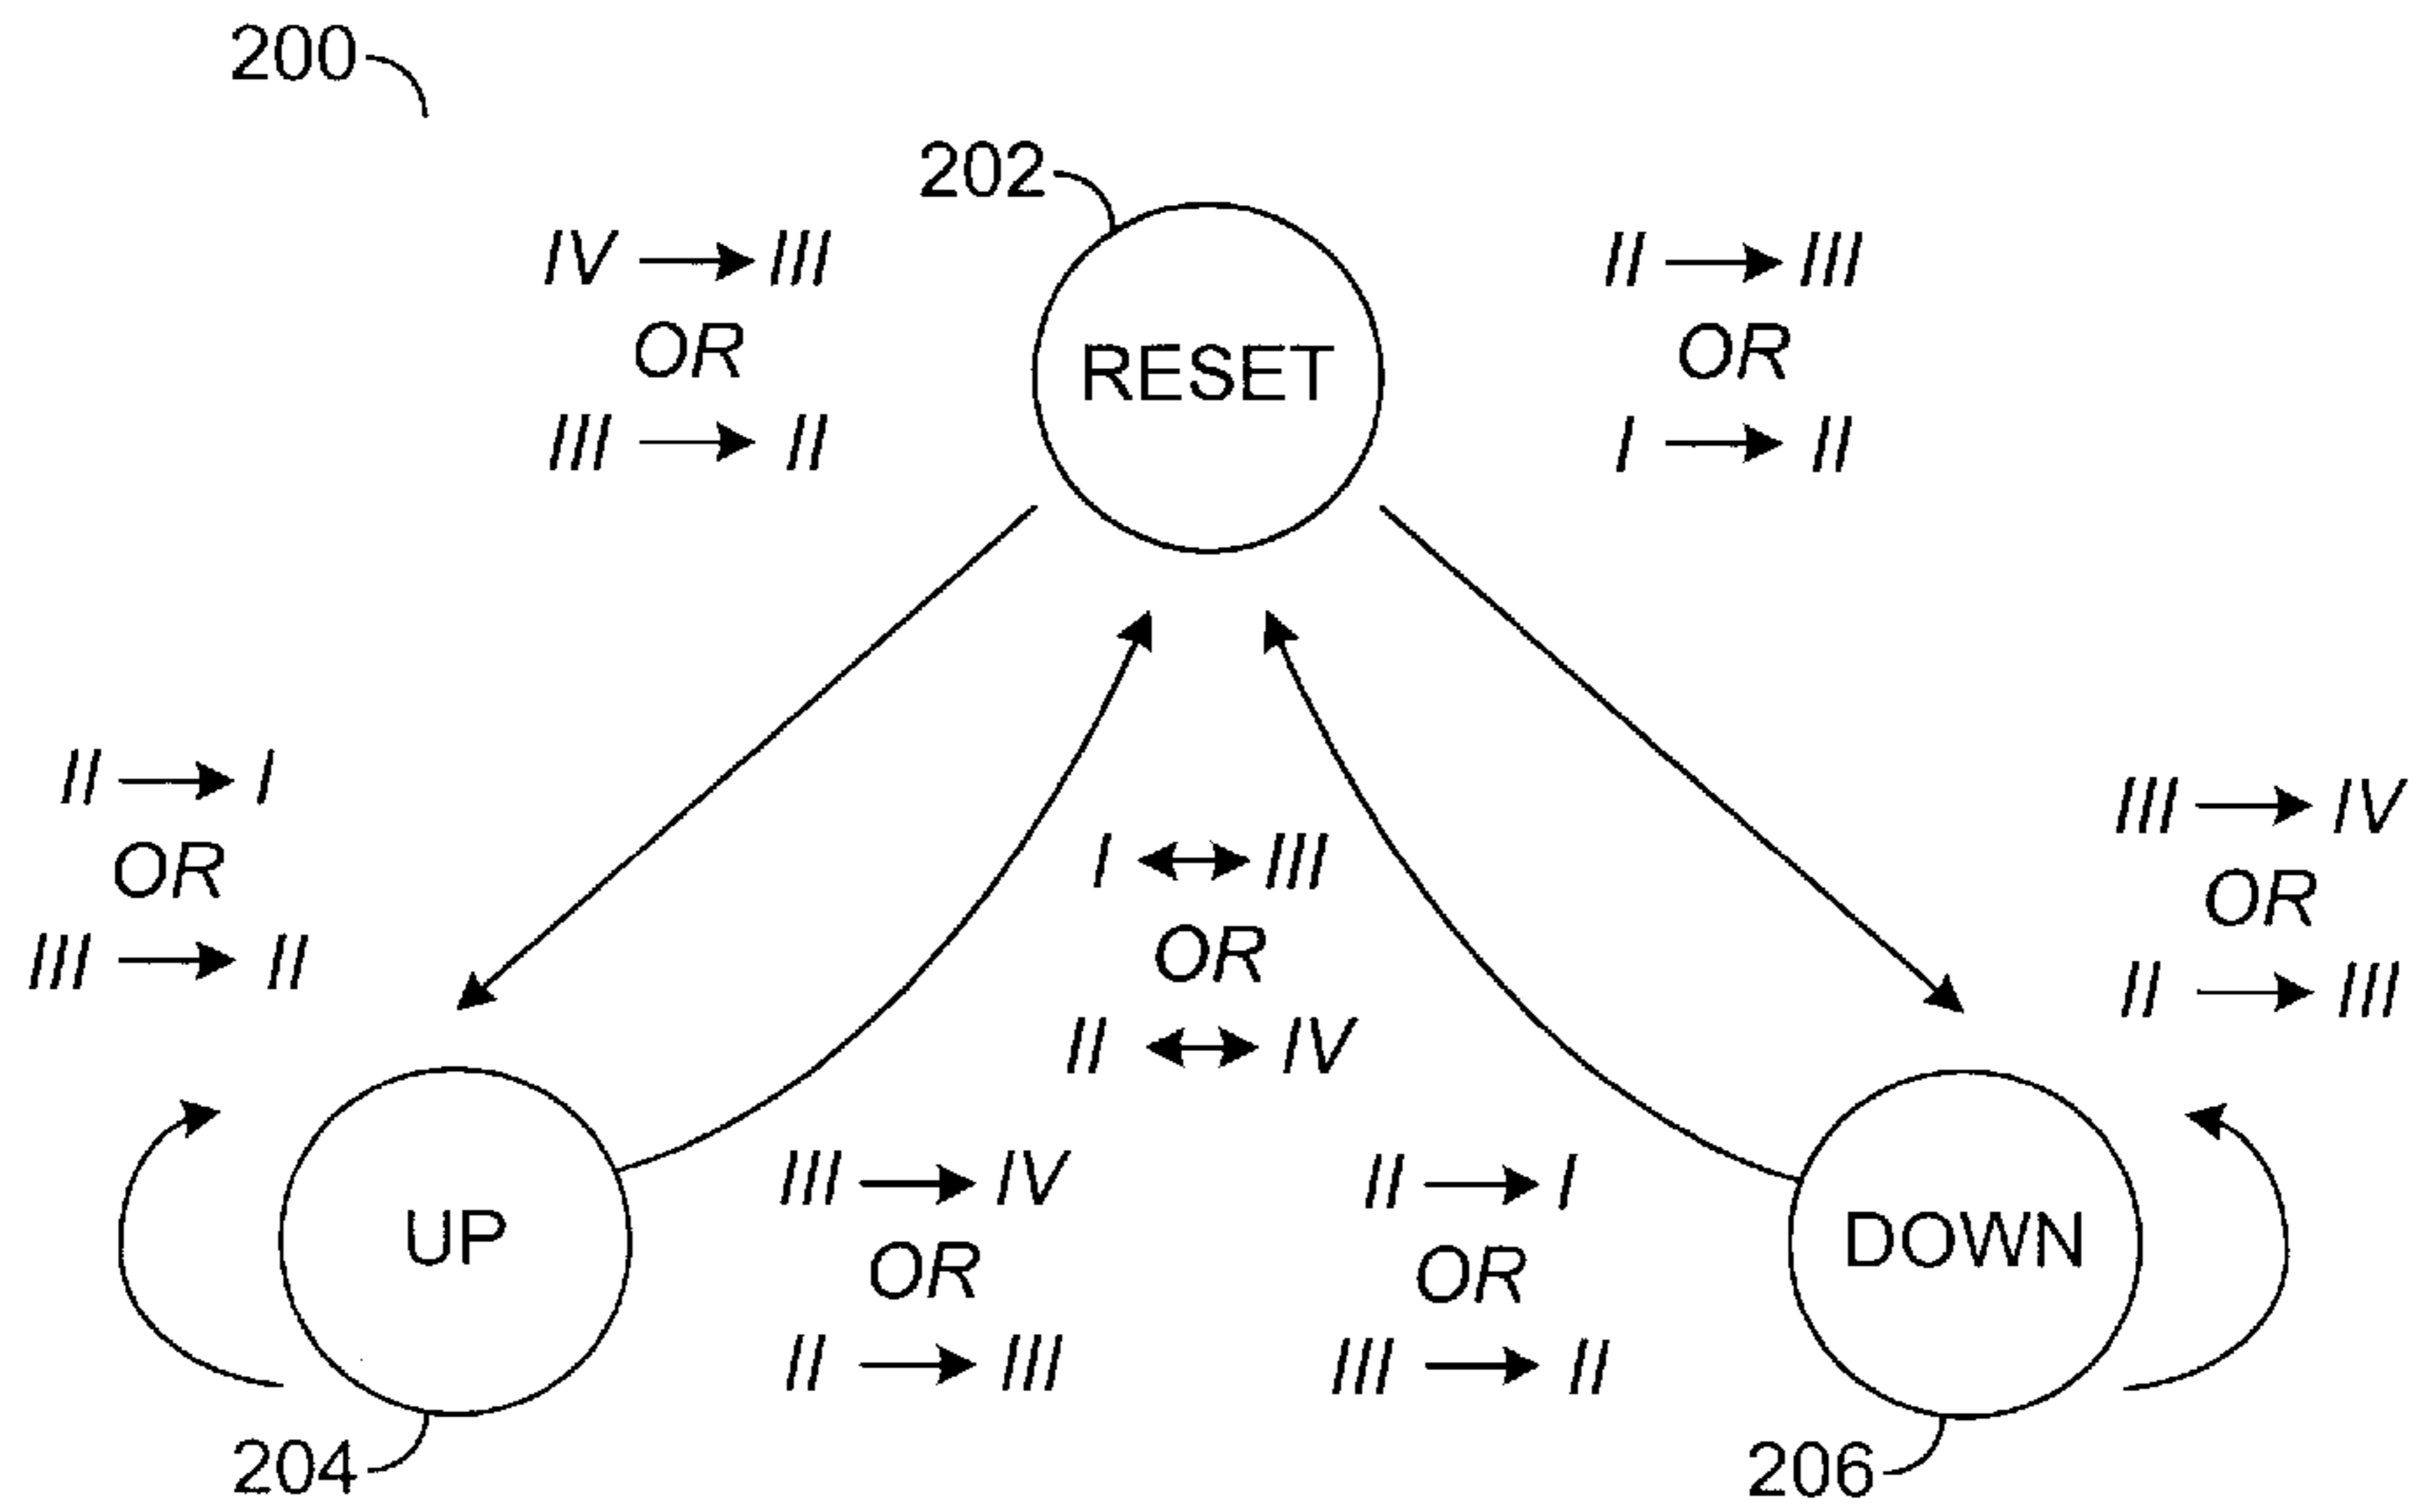 200
202
IV → III
OR
III → II
RESET
II → III
OR
I → II
II → I
OR
III → II
I ↔ III
OR
II ↔ IV
III → IV
OR
II → III
UP
204
III → IV
OR
II → III
II → I
OR
III → II
DOWN
206